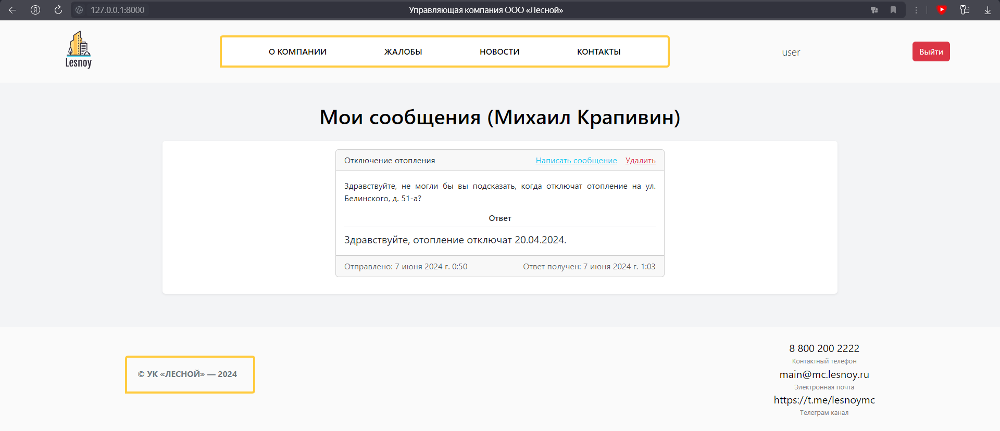 127.0.0.1:8000
Управляющая компания ООО «Лесной»
Lesnoy
О КОМПАНИИ
ЖАЛОБЫ
НОВОСТИ
КОНТАКТЫ
user
Выйти
Мои сообщения (Михаил Крапивин)
Отключение отопления
Написать сообщение
Удалить
Здравствуйте, не могли бы вы подсказать, когда отключат отопление на ул.
Белинского, д. 51-а?
Ответ
Здравствуйте, отопление отключат 20.04.2024.
Отправлено: 7 июня 2024 г. 0:50
Ответ получен: 7 июня 2024 г. 1:03
© УК «ЛЕСНОЙ» — 2024
8 800 200 2222
Контактный телефон
main@mc.lesnoy.ru
Электронная почта
https://t.me/lesnoymc
Телеграм канал